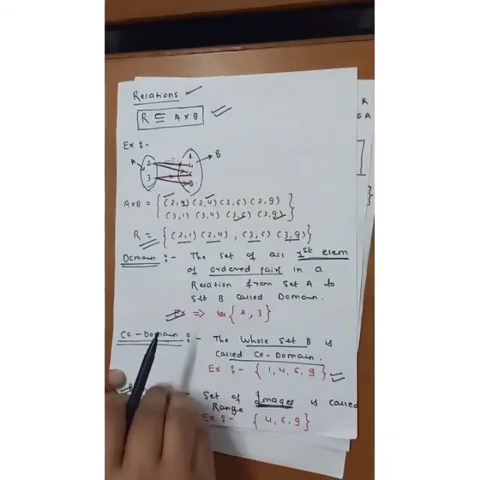 Relations
R ⊆ A×B
Ex :-
A
B
2
3
A×B = { (2,1) (2,4) (2,6) (2,9)
(3,1) (3,4) (3,6) (3,9) }
R = { (2,1) (2,4), (3,6) (3,9) }
Domain :- The set of all 1st elem
of ordered pairs in a
Relation from Set A to
Set B called Domain.
Ex ⇒ { 2, 3 }
Co-Domain :- The whole set B is
called Co-Domain.
Ex :- { 1, 4, 6, 9 }
Set of Images is called
Range
Ex :- { 4, 6, 9 }
R